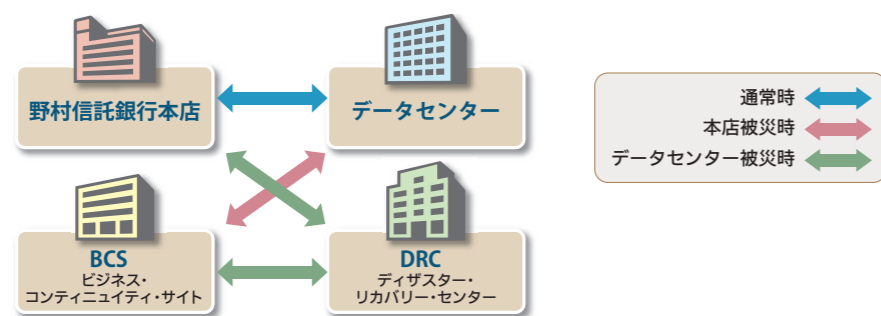 野村信託銀行本店
データセンター
通常時
本店被災時
データセンター被災時
BCS
ビジネス・
コンティニュイティ・サイト
DRC
ディザスター・
リカバリー・センター